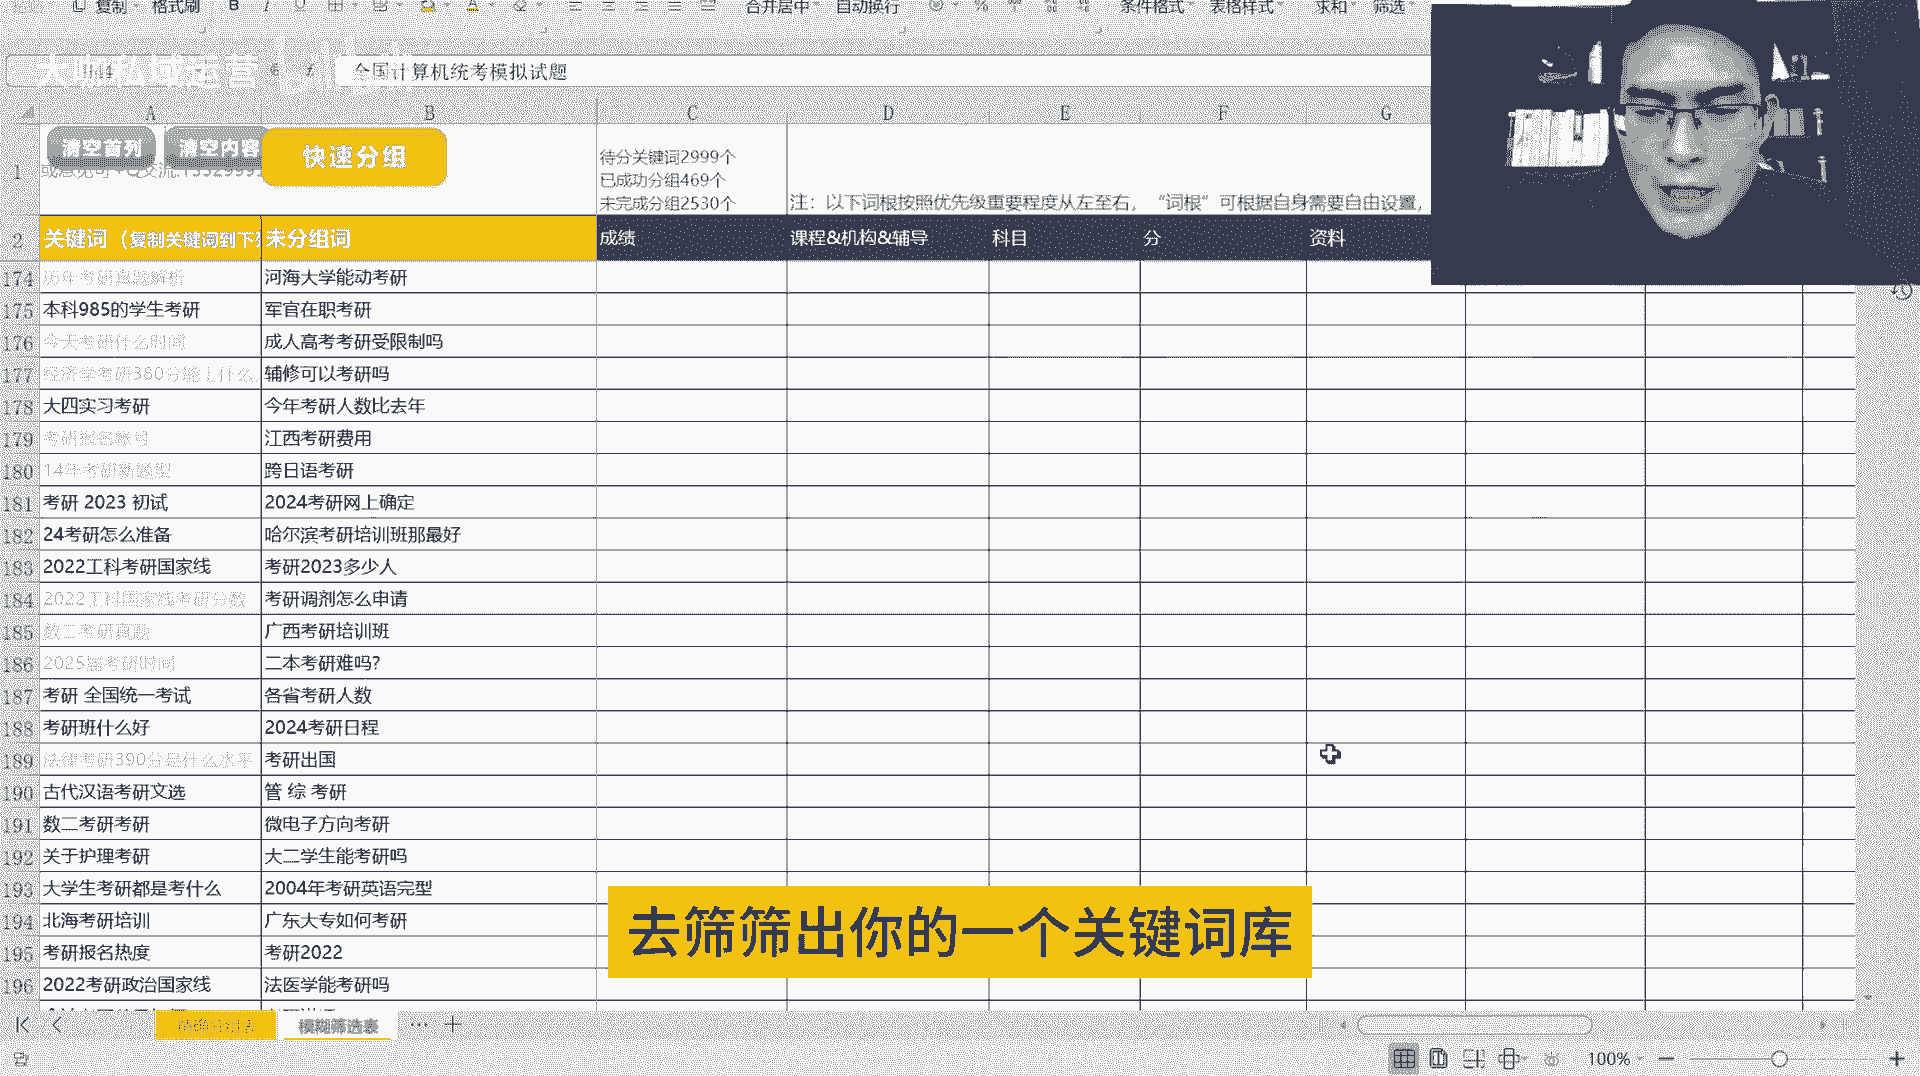 复制 格式刷 B I U 合并居中 自动换行 % 条件格式 表格样式 求和 筛选
大咖私域运营 全国计算机统考模拟试题
A B C D E F G
清空首列 清空内容 快速分组
待分关键词2999个
已成功分组469个
1 未完成分组2530个 注：以下词根按照优先级重要程度从左至右，“词根”可根据自身需要自由设置，
2 关键词（复制关键词到下 未分组词 成绩 课程&机构&辅导 科目 分 资料
174 历年考研真题解析 河海大学能动考研
175 本科985的学生考研 军官在职考研
176 今天考研什么时间 成人高考考研受限制吗
177 经济学考研380分能上什么 辅修可以考研吗
178 大四实习考研 今年考研人数比去年
179 考研报名帐号 江西考研费用
180 14年考研新题型 跨日语考研
181 考研 2023 初试 2024考研网上确定
182 24考研怎么准备 哈尔滨考研培训班那最好
183 2022工科考研国家线 考研2023多少人
184 2022工科国家线考研分数 考研调剂怎么申请
185 数二考研真题 广西考研培训班
186 2025届考研时间 二本考研难吗?
187 考研 全国统一考试 各省考研人数
188 考研班什么好 2024考研日程
189 法律考研390分是什么水平 考研出国
190 古代汉语考研文选 管 综 考研
191 数二考研考研 微电子方向考研
192 关于护理考研 大二学生能考研吗
193 大学生考研都是考什么 2004年考研英语完型
194 北海考研培训 广东大专如何考研
195 考研报名热度 考研2022
196 2022考研政治国家线 法医学能考研吗
去筛筛出你的一个关键词库
模糊筛选表
100%